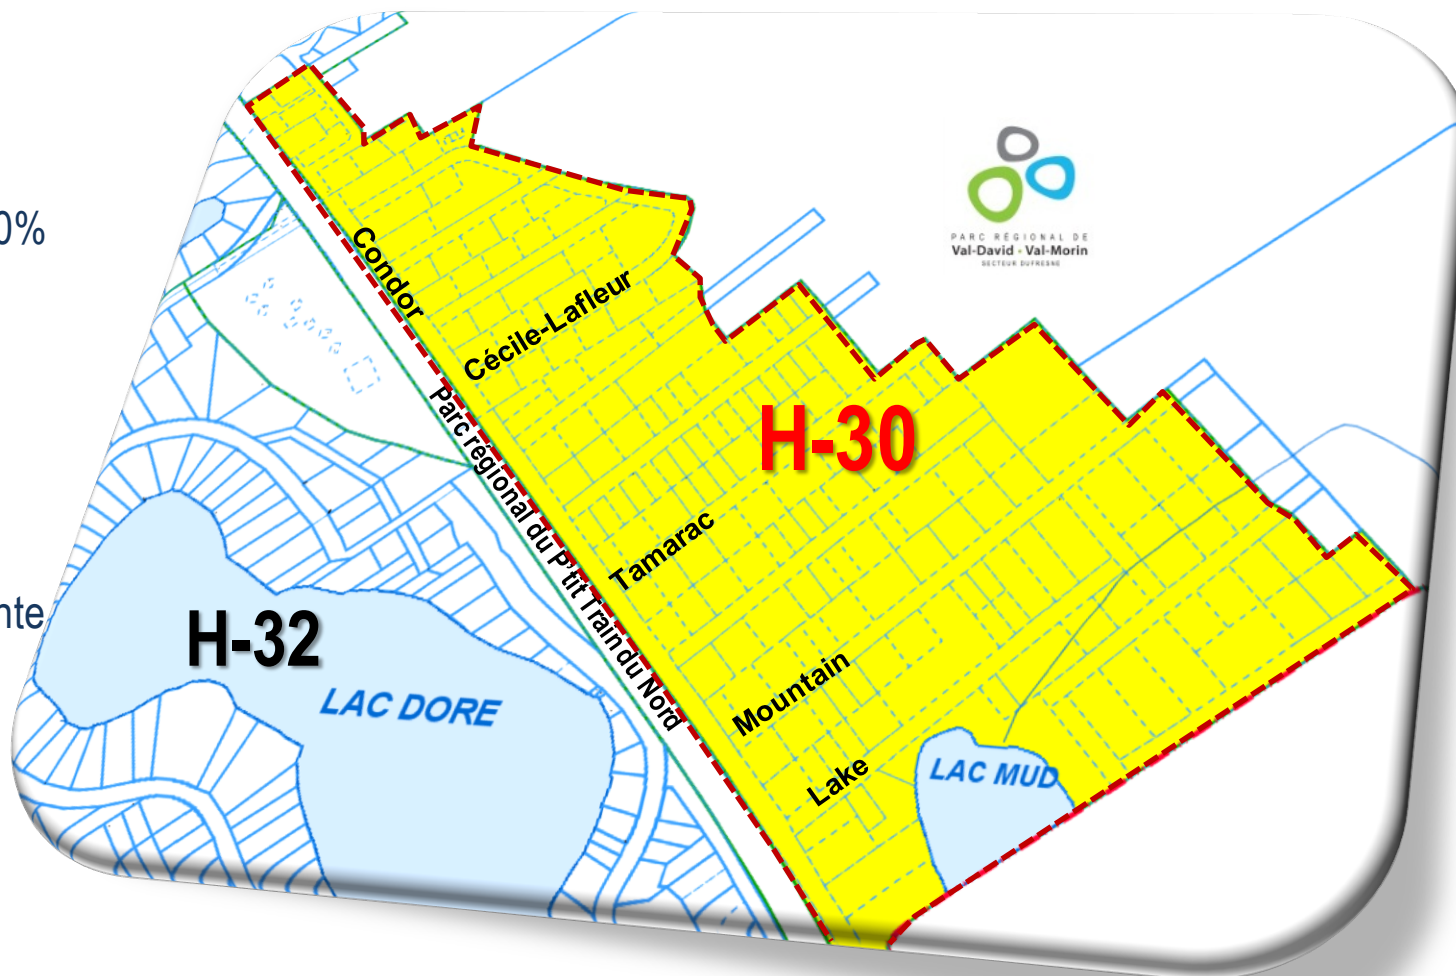 0%
PARC RÉGIONAL DE
Val-David - Val-Morin
SECTEUR DUFRESNE
Condor
Cécile-Lafleur
Parc régional du P'tit Train du Nord
H-30
Tamarac
nte
H-32
LAC DORE
Mountain
Lake
LAC MUD